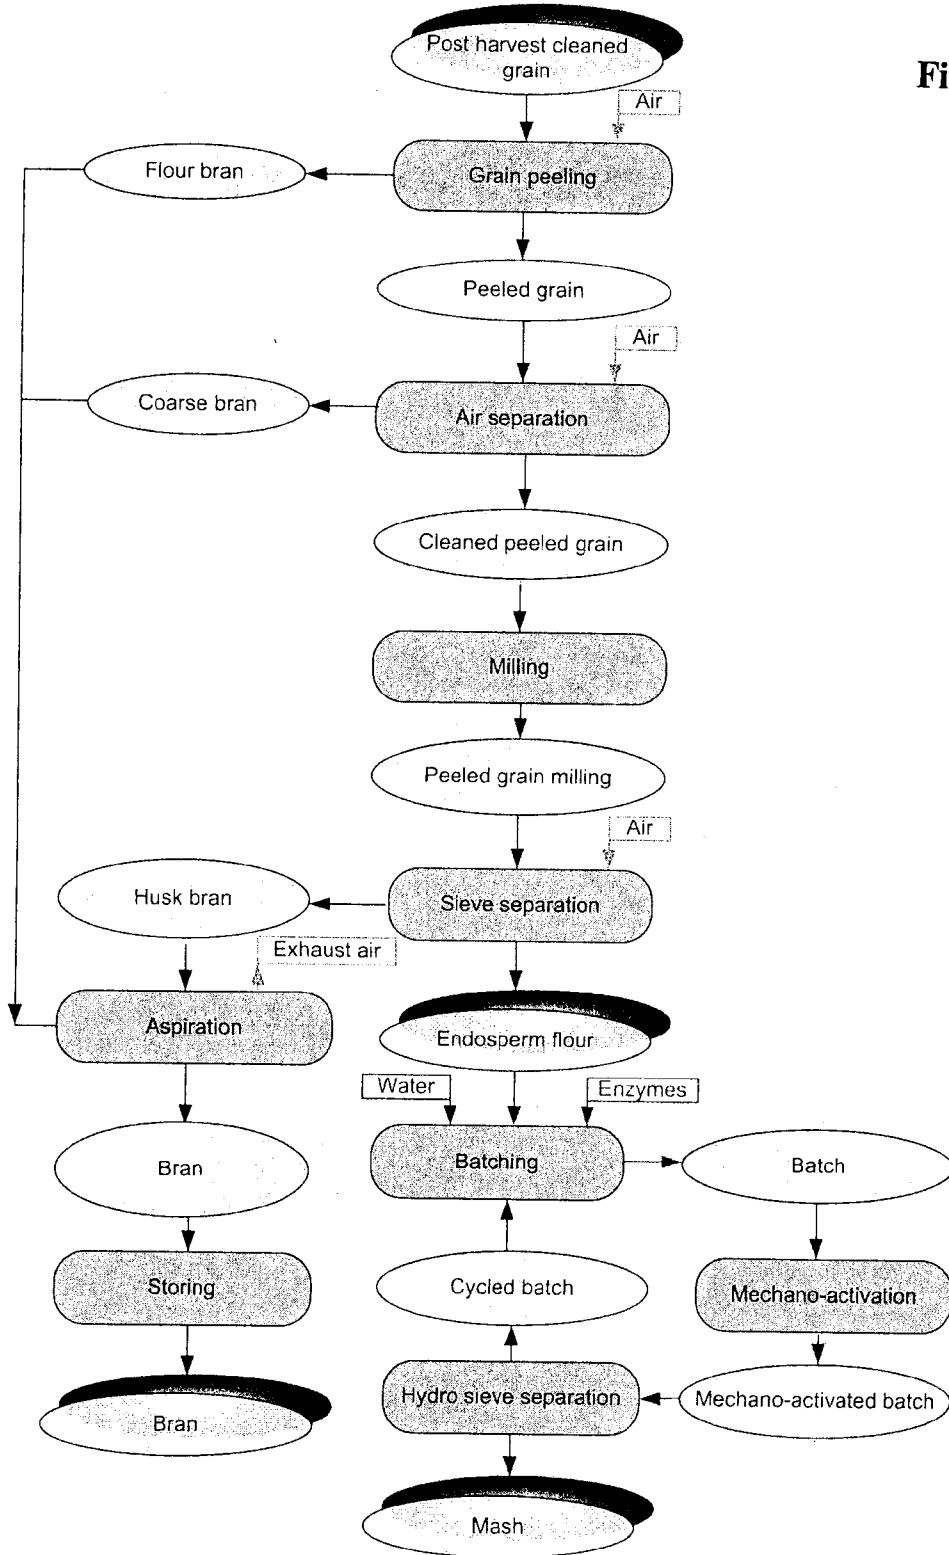 Post harvest cleaned
grain
Fi
Air
Flour bran
Grain peeling
Peeled grain
Air
Coarse bran
Air separation
Cleaned peeled grain
Milling
Peeled grain milling
Air
Husk bran
Sieve separation
Exhaust air
Aspiration
Endosperm flour
Water
Enzymes
Bran
Batching
Batch
Storing
Cycled batch
Mechano-activation
Bran
Hydro sieve separation
Mechano-activated batch
Mash